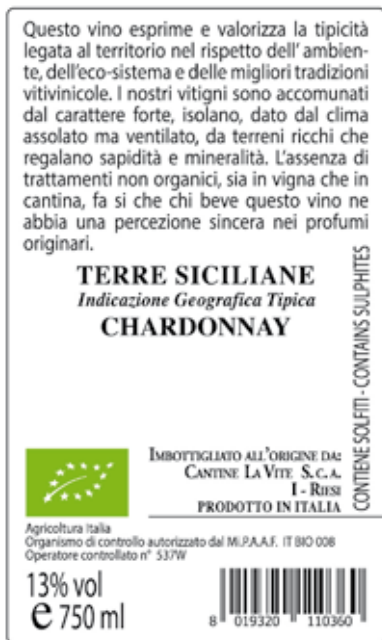 Questo vino esprime e valorizza la tipicità
legata al territorio nel rispetto dell' ambien-
te, dell'eco-sistema e delle migliori tradizioni
vitivinicole. I nostri vitigni sono accomunati
dal carattere forte, isolano, dato dal clima
assolato ma ventilato, da terreni ricchi che
regalano sapidità e mineralità. L'assenza di
trattamenti non organici, sia in vigna che in
cantina, fa si che chi beve questo vino ne
abbia una percezione sincera nei profumi
originari.
TERRE SICILIANE
Indicazione Geografica Tipica
CHARDONNAY
CONTIENE SOLFITI - CONTAINS SULPHITES
IMBOTTIGLIATO ALL'ORIGINE DA:
CANTINE LA VITE S.C.A.
I - RIESI
PRODOTTO IN ITALIA
Agricoltura Italia
Organismo di controllo autorizzato dal Mi.P.A.A.F. IT BIO 008
Operatore controllato n° 537W
13% vol
e 750 ml
8 019320 110360